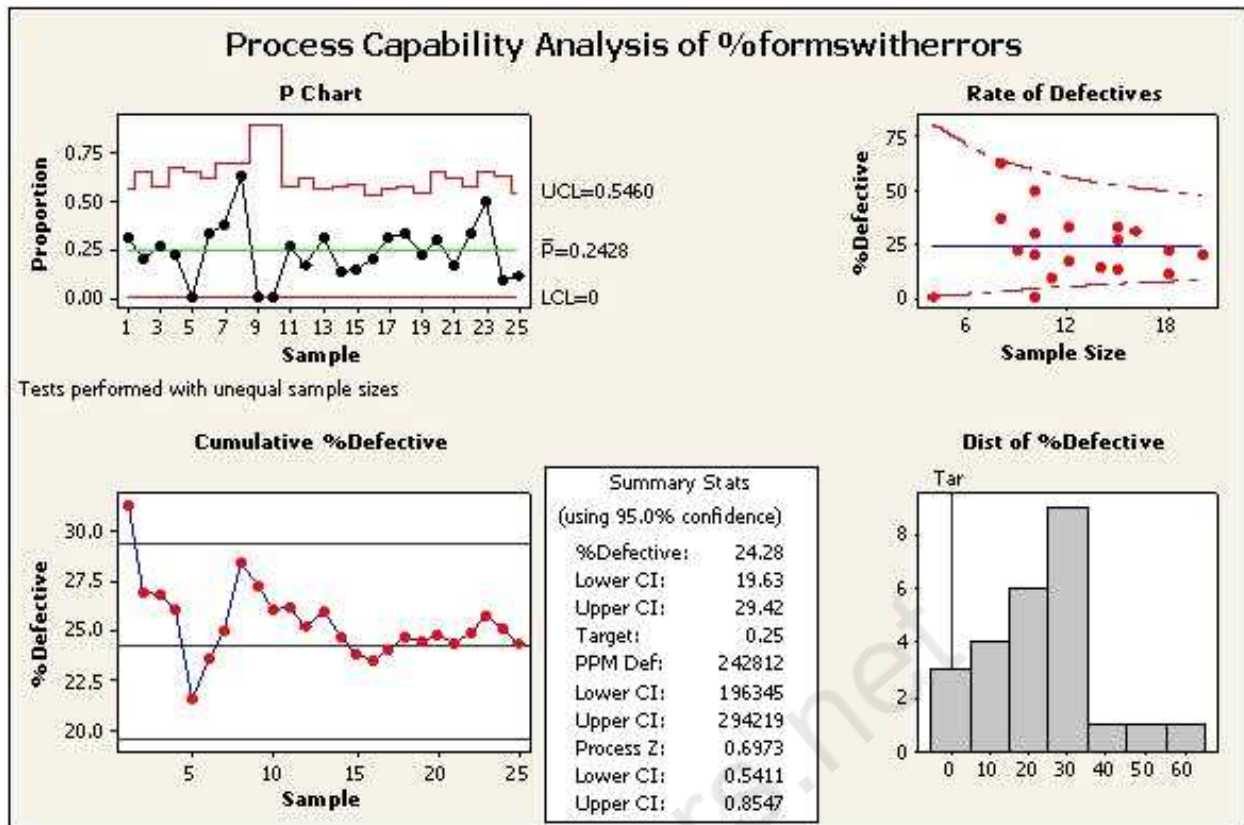 Process Capability Analysis of %formswitherrors
P Chart
Proportion
0.75
0.50
0.25
0.00
UCL=0.5460
P=0.2428
LCL=0
1 3 5 7 9 11 13 15 17 19 21 23 25
Sample
Tests performed with unequal sample sizes
Rate of Defectives
%Defective
75
50
25
0
6 12 18
Sample Size
Cumulative %Defective
%Defective
30.0
27.5
25.0
22.5
20.0
5 10 15 20 25
Sample
Summary Stats
(using 95.0% confidence)
%Defective: 24.28
Lower CI: 19.63
Upper CI: 29.42
Target: 0.25
PPM Def: 242812
Lower CI: 196345
Upper CI: 294219
Process Z: 0.6973
Lower CI: 0.5411
Upper CI: 0.8547
Dist of %Defective
Tar
8
6
4
2
0
0 10 20 30 40 50 60
rs.net